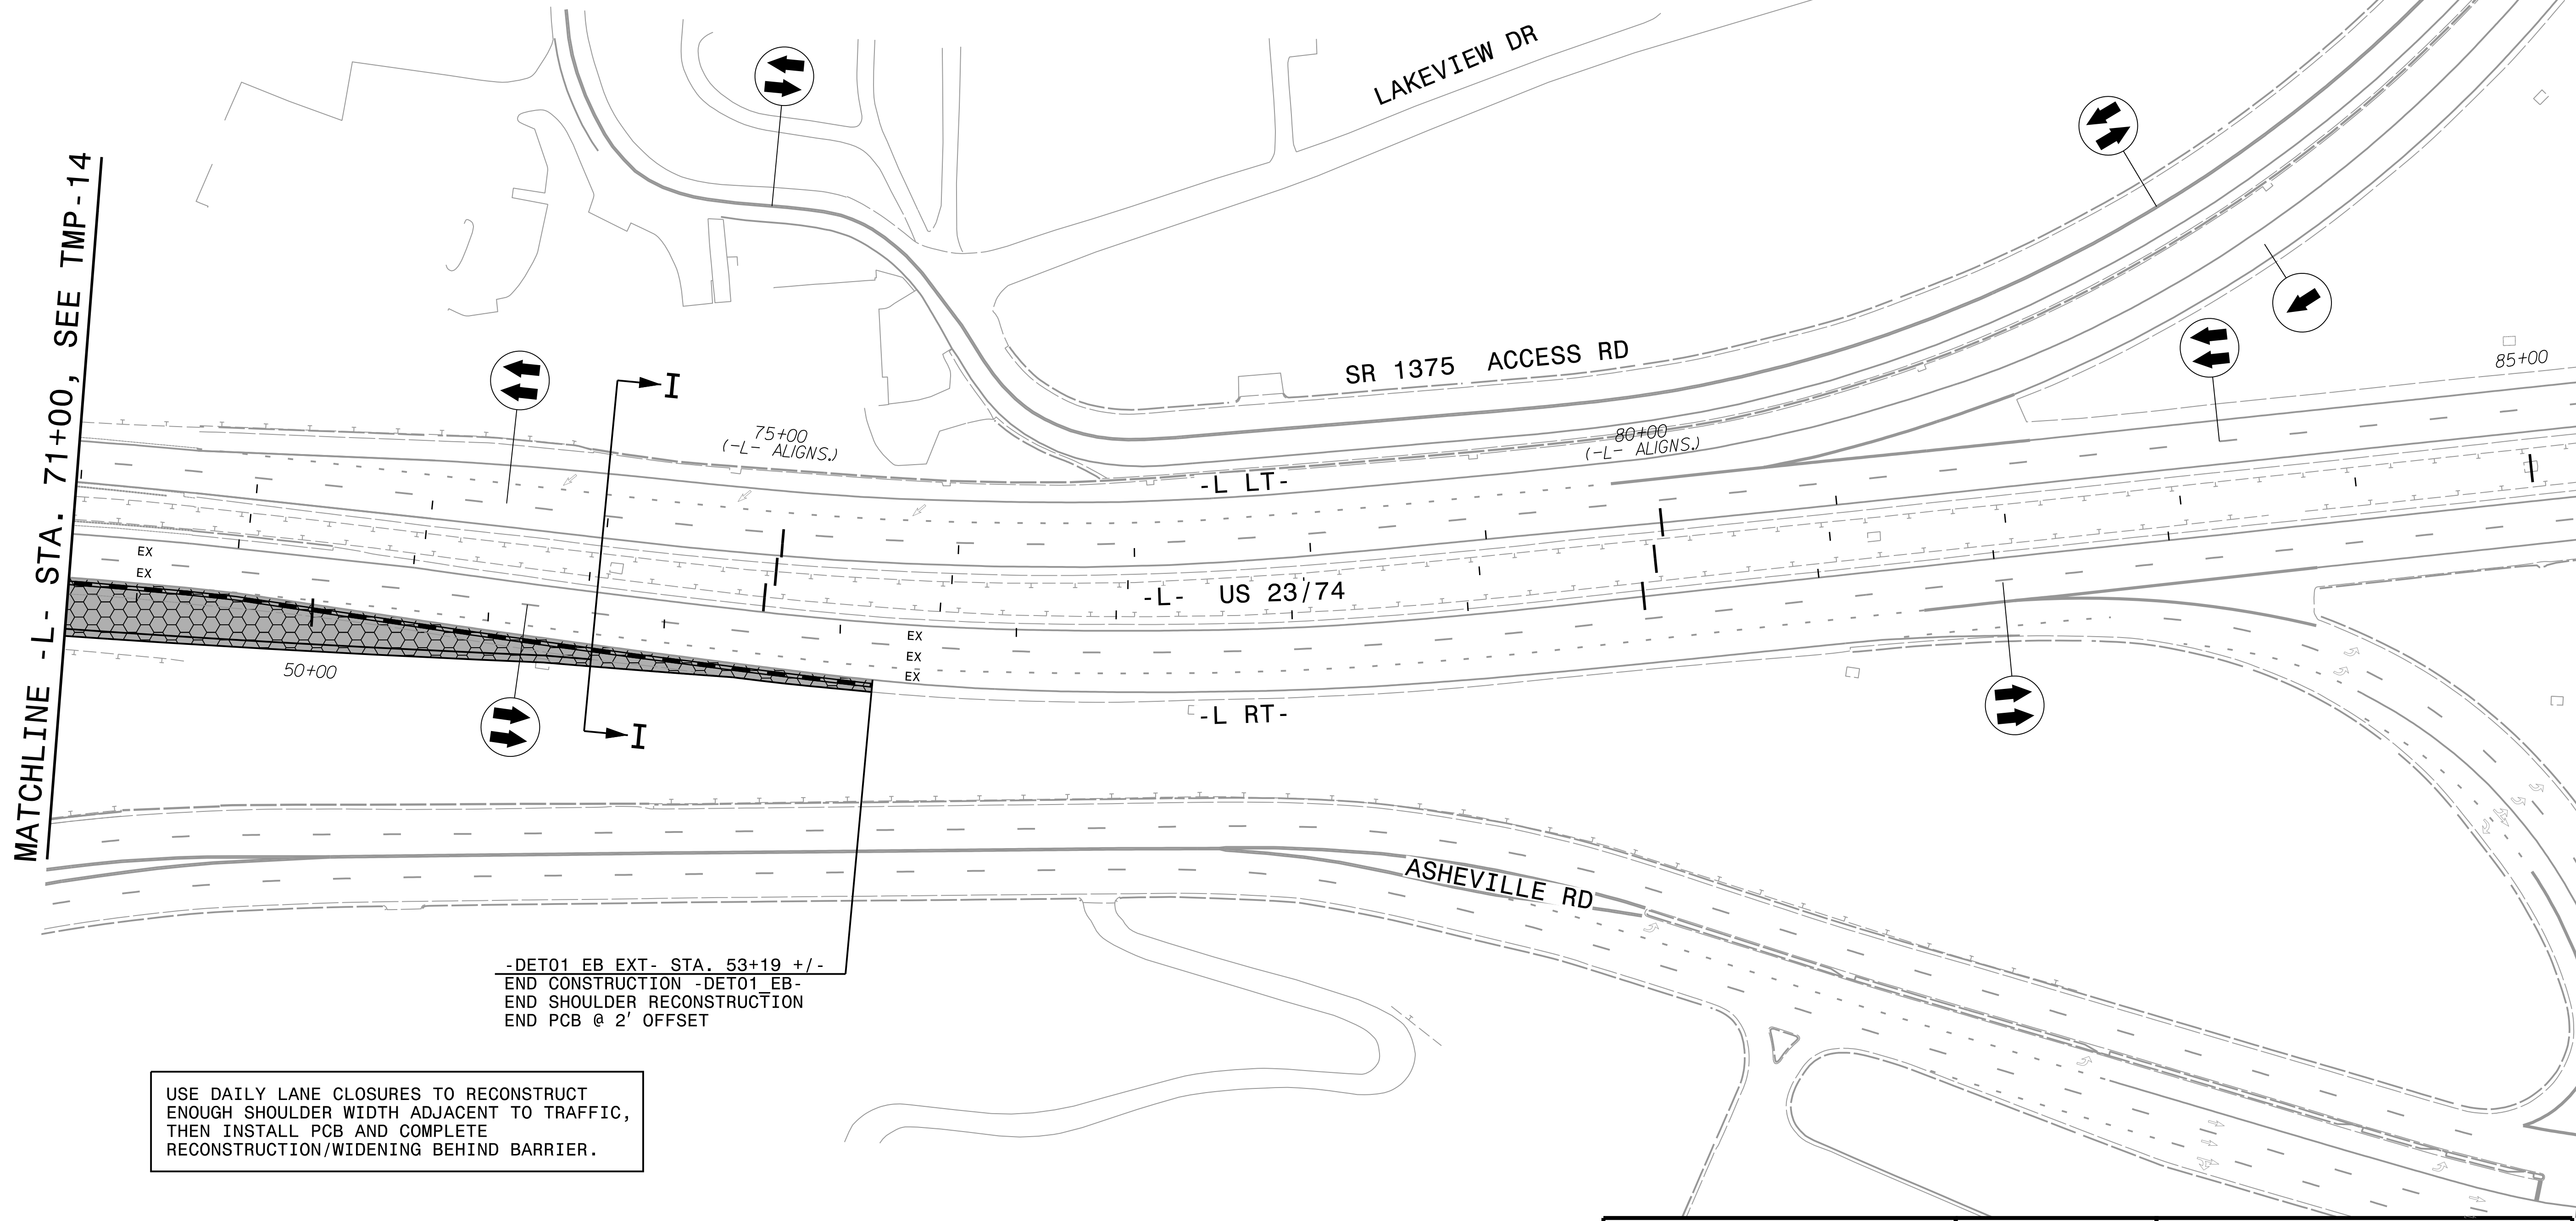 LAKEVIEW DR
MATCHLINE -L- STA. 71+00, SEE TMP-14
I
SR 1375 ACCESS RD
85+00
75+00
(-L- ALIGNS.)
80+00
(-L- ALIGNS.)
-L LT-
EX
EX
-L- US 23/74
EX
EX
EX
50+00
-L RT-
I
ASHEVILLE RD
-DET01 EB EXT- STA. 53+19 +/-
END CONSTRUCTION -DET01_EB-
END SHOULDER RECONSTRUCTION
END PCB @ 2' OFFSET
USE DAILY LANE CLOSURES TO RECONSTRUCT
ENOUGH SHOULDER WIDTH ADJACENT TO TRAFFIC,
THEN INSTALL PCB AND COMPLETE
RECONSTRUCTION/WIDENING BEHIND BARRIER.